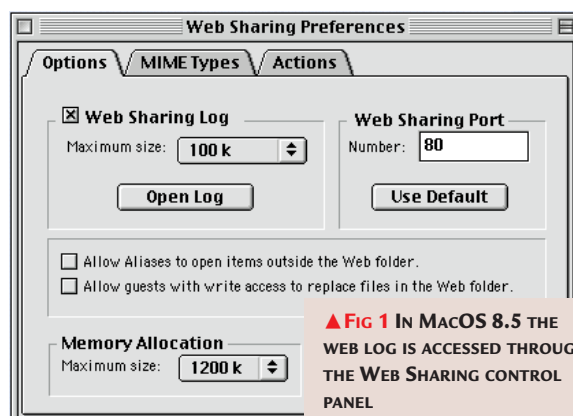 Web Sharing Preferences
Options MIME Types Actions
Web Sharing Log
Maximum size: 100 k
Open Log
Web Sharing Port
Number: 80
Use Default
Allow Aliases to open items outside the Web folder.
Allow guests with write access to replace files in the Web folder.
Memory Allocation
Maximum size: 1200 k
▲FIG 1 IN MACOS 8.5 THE
WEB LOG IS ACCESSED THROUG
THE WEB SHARING CONTROL
PANEL